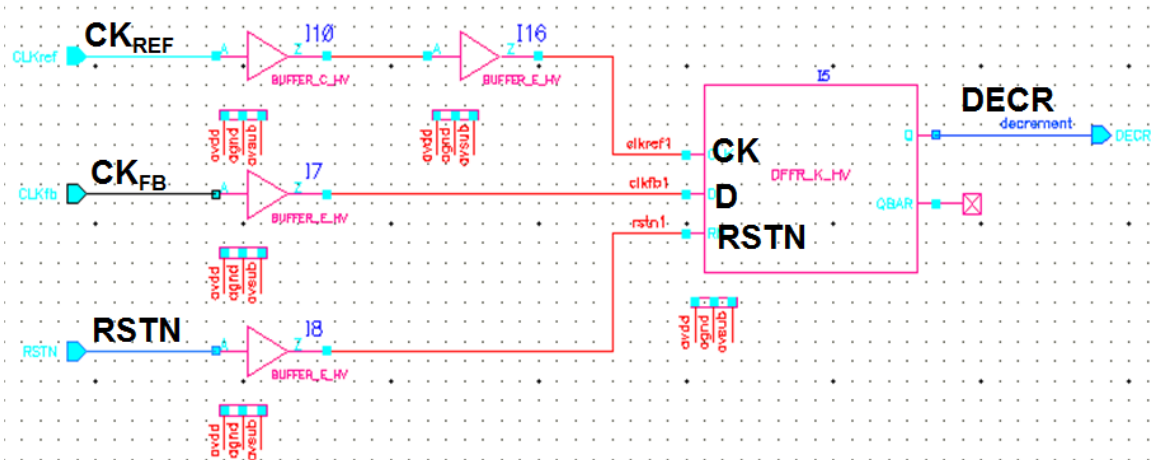 CLKref
CK_REF
A
I10
Z
BUFFER_C_HV
A
I16
Z
BUFFER_E_HV
avdd
agnd
avsub
avdd
agnd
avsub
I5
clkref1
CK
Q
DECR
decrement
DECR
CLKfb
CK_FB
A
I7
Z
BUFFER_E_HV
clkfb1
D
DFFR_K_HV
QBAR
rstn1
RSTN
avdd
agnd
avsub
avdd
agnd
avsub
RSTN
RSTN
A
I8
Z
BUFFER_E_HV
avdd
agnd
avsub